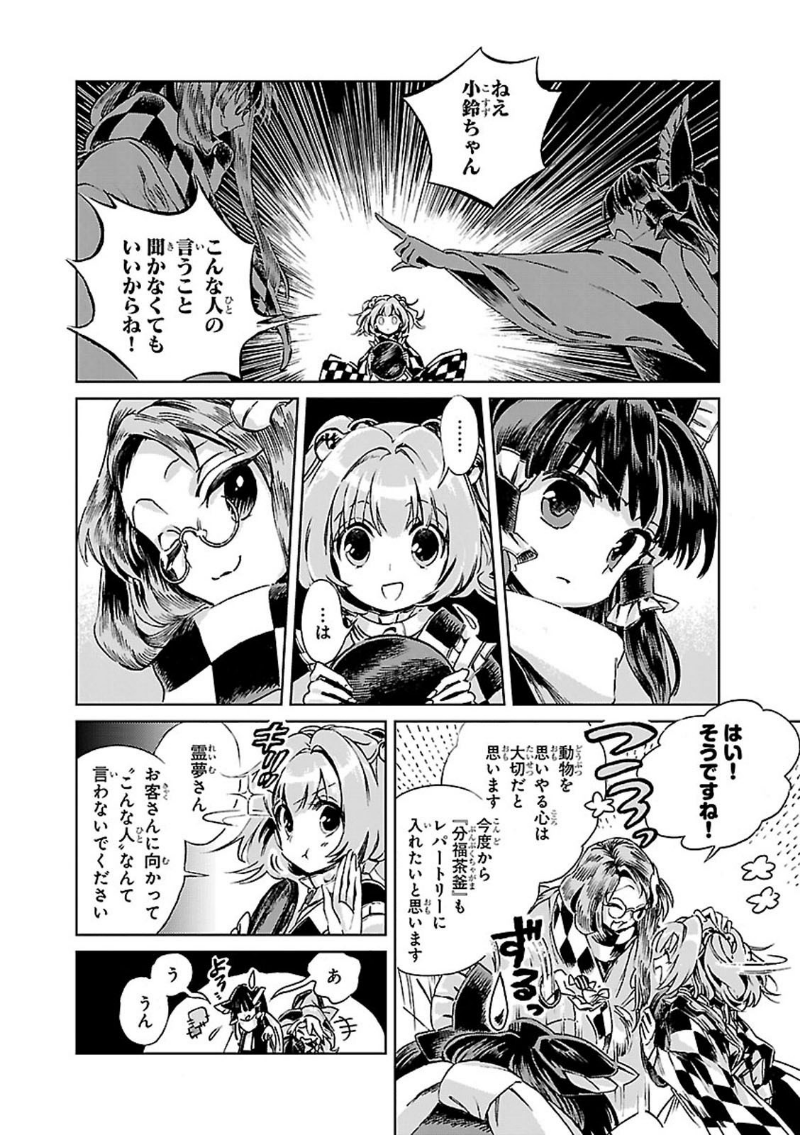 ねえ
小鈴ちゃん
こんな人の
言うこと
聞かなくても
いいからね！
……
…は
はい！
そうですね！
ニコニコ
動物を
思いやる心は
大切だと
思います
今度から
『分福茶釜』も
レパートリーに
入れたいと思います
ずるっ
キリッ
霊夢さん
お客さんに向かって
〝こんな人〟なんて
言わないでください
あ
う
うん